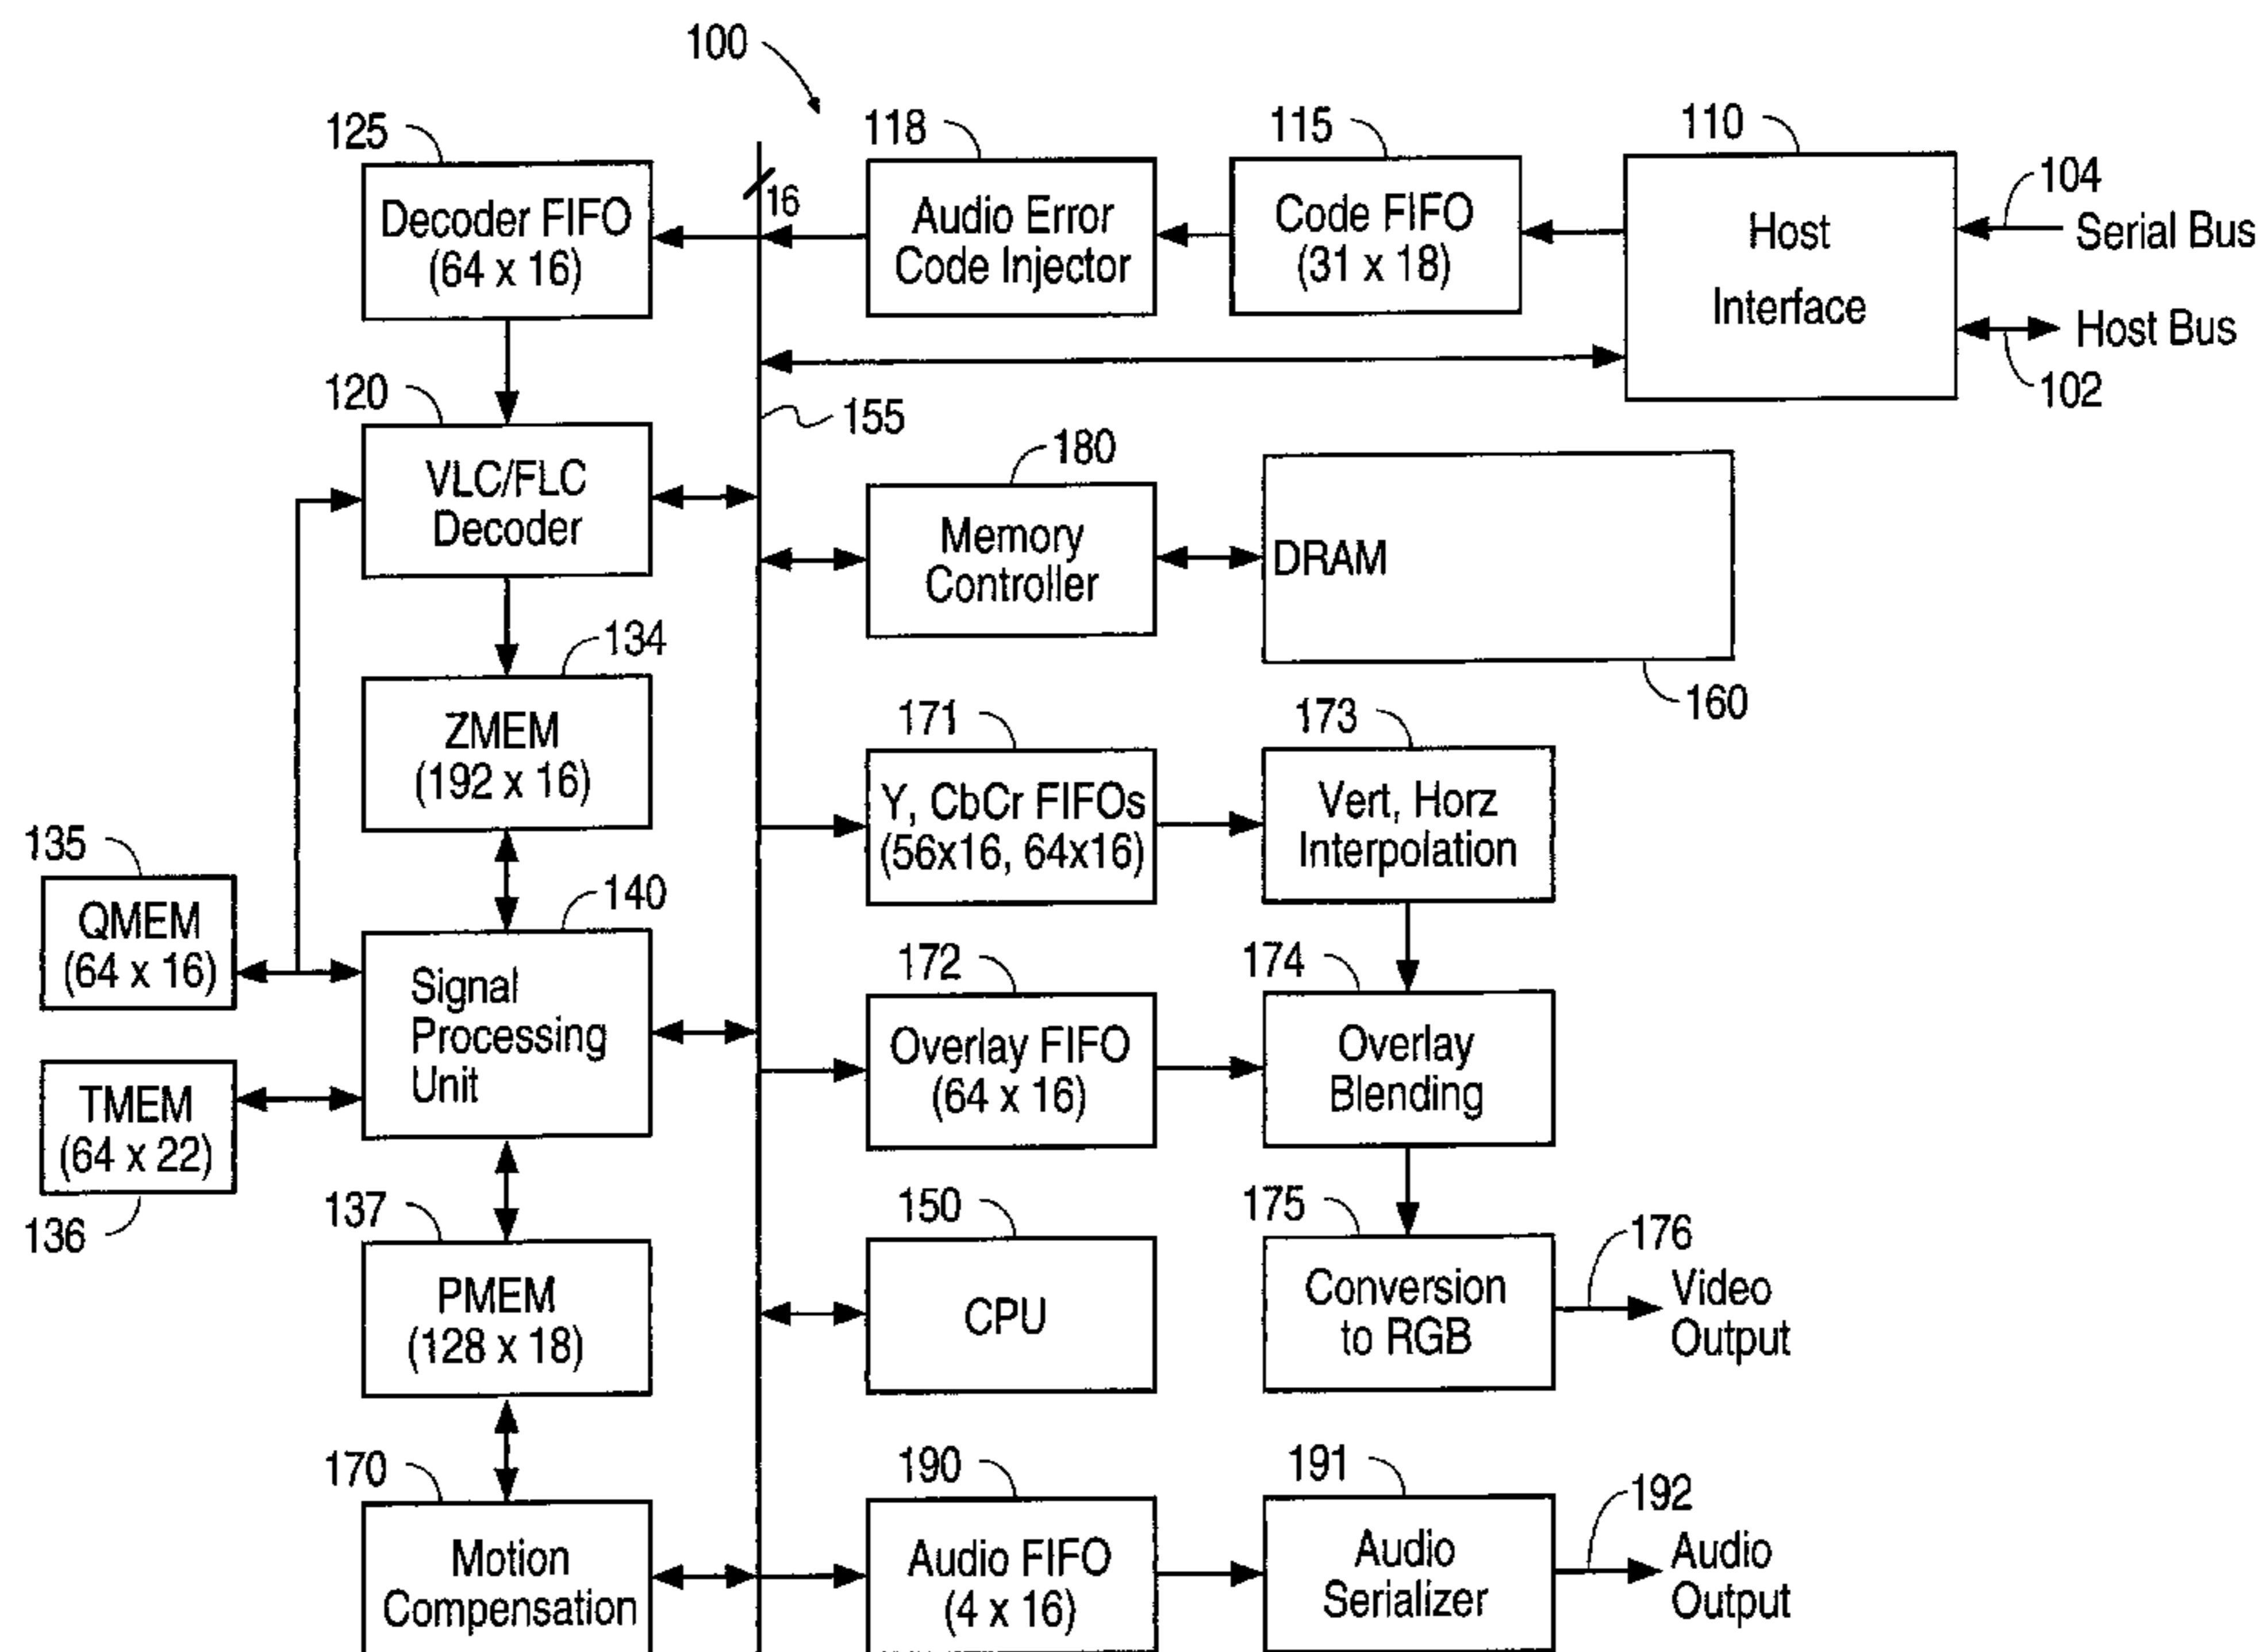 100
125
118
115
110
104
Decoder FIFO
(64 x 16)
16
Audio Error
Code Injector
Code FIFO
(31 x 18)
Host
Interface
Serial Bus
Host Bus
102
120
155
180
VLC/FLC
Decoder
Memory
Controller
DRAM
134
160
171
173
ZMEM
(192 x 16)
Y, CbCr FIFOs
(56x16, 64x16)
Vert, Horz
Interpolation
135
140
QMEM
(64 x 16)
172
174
Signal
Processing
Unit
Overlay FIFO
(64 x 16)
Overlay
Blending
TMEM
(64 x 22)
136
137
150
175
176
PMEM
(128 x 18)
CPU
Conversion
to RGB
Video
Output
170
190
191
192
Motion
Compensation
Audio FIFO
(4 x 16)
Audio
Serializer
Audio
Output